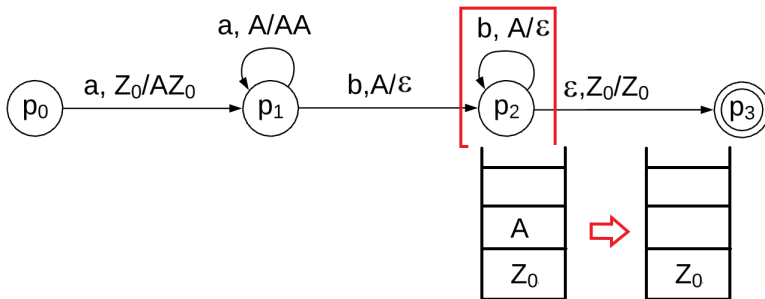 a, A/AA
b, A/ε
a, Z₀/AZ₀
b,A/ε
ε,Z₀/Z₀
p₀
p₁
p₂
p₃
A
Z₀
Z₀